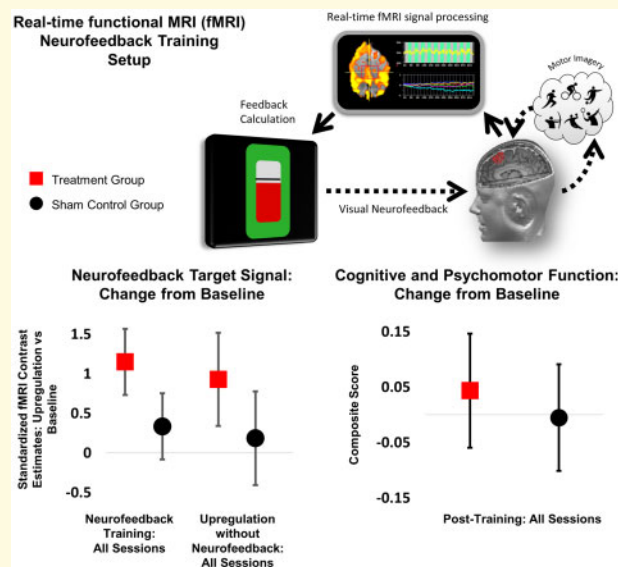 Real-time functional MRI (fMRI)
Neurofeedback Training
Setup
Real-time fMRI signal processing
Motor Imagery
Feedback
Calculation
Treatment Group
Sham Control Group
Visual Neurofeedback
Neurofeedback Target Signal:
Change from Baseline
Standardized fMRI Contrast
Estimates: Upregulation vs
Baseline
1.5
1
0.5
0
-0.5
Neurofeedback
Training:
All Sessions
Upregulation
without
Neurofeedback:
All Sessions
Cognitive and Psychomotor Function:
Change from Baseline
Composite Score
0.15
0.05
-0.05
-0.15
Post-Training: All Sessions